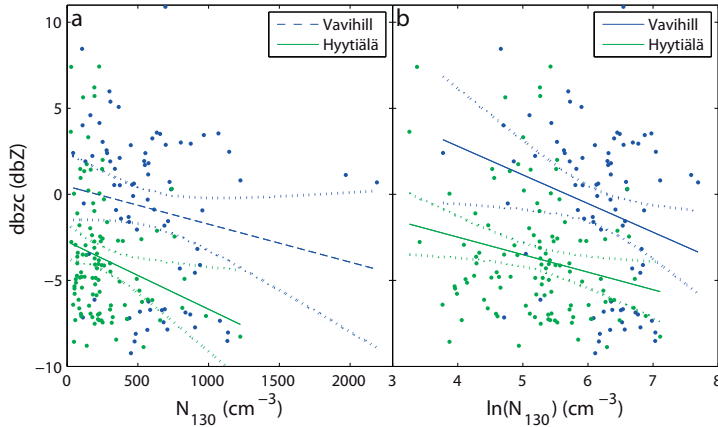 a
Vavihill
Hyytiälä
b
Vavihill
Hyytiälä
dbzc (dbZ)
10
5
0
−5
−10
0 500 1000 1500 2000
3 4 5 6 7 8
N130 (cm−3)
ln(N130) (cm−3)